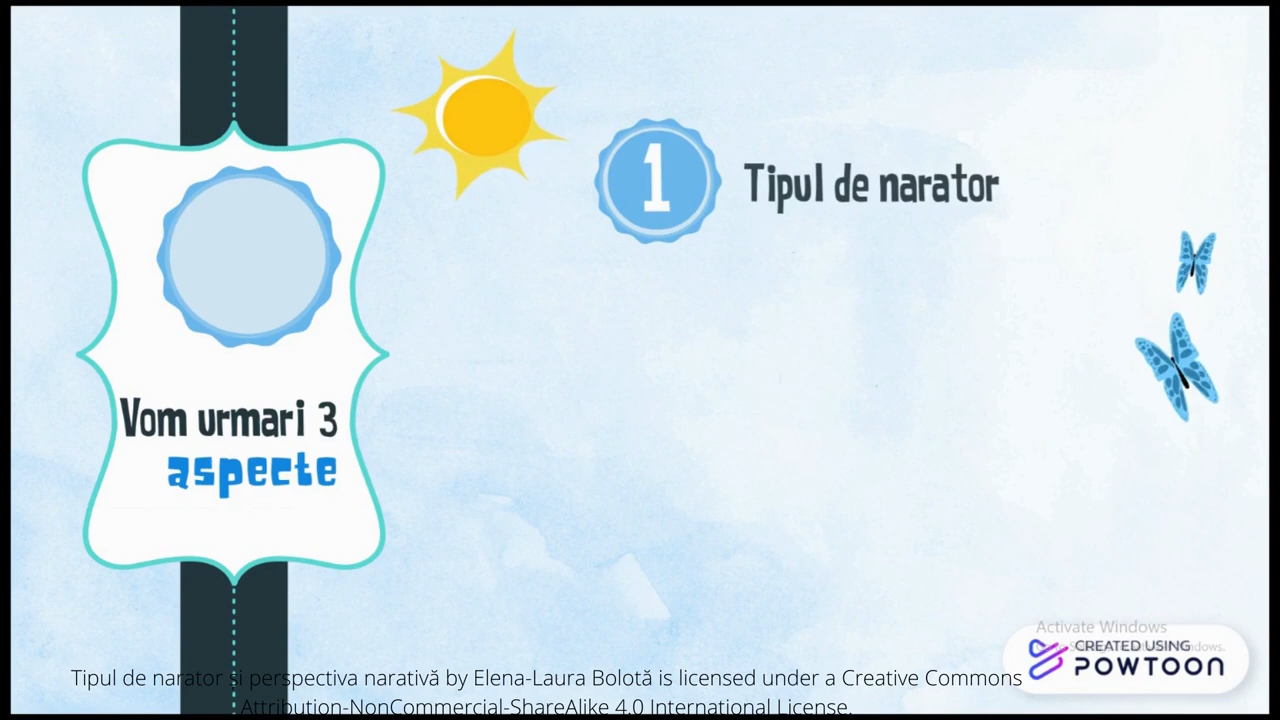 1
Tipul de narator
Vom urmari 3
aspecte
Activate Windows
CREATED USING
POWTOON
Tipul de narator și perspectiva narativă by Elena-Laura Bolotă is licensed under a Creative Commons
Attribution-NonCommercial-ShareAlike 4.0 International License.